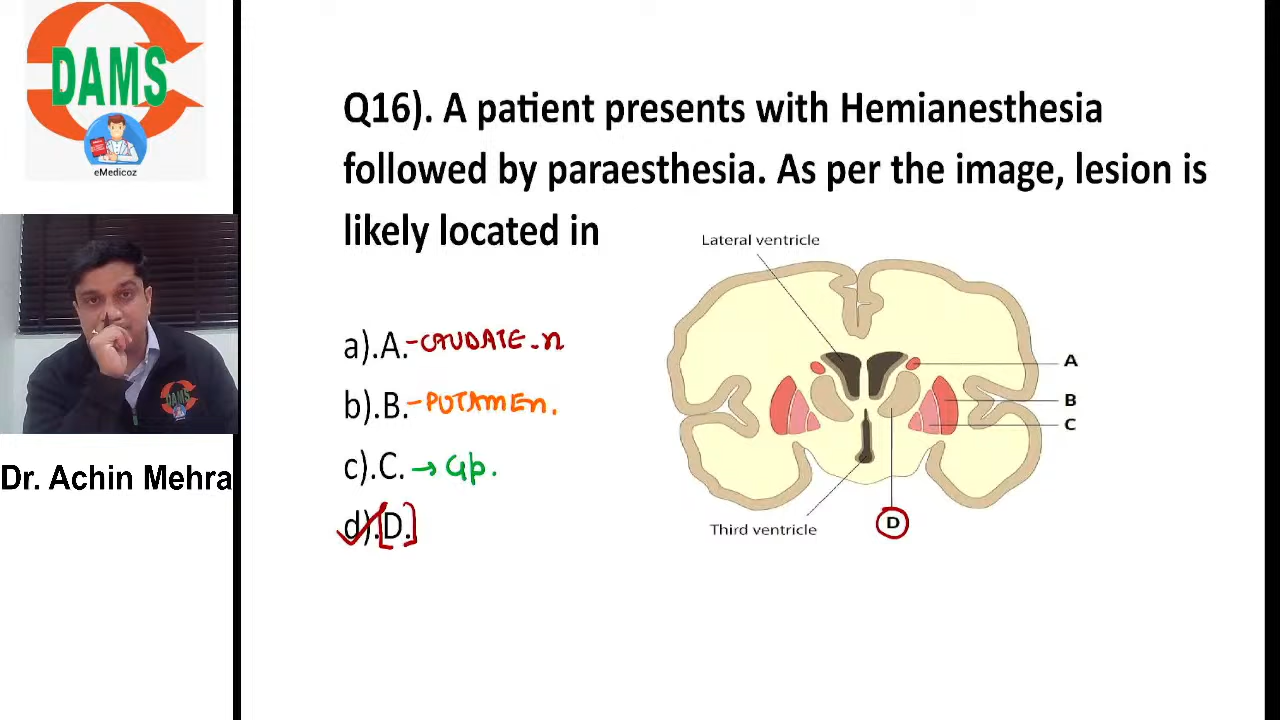 DAMS
eMedicoz
Dr. Achin Mehra
Q16). A patient presents with Hemianesthesia
followed by paraesthesia. As per the image, lesion is
likely located in
a).A.-CAUDATE-n
b).B.-PUTAMEn.
c).C.→Gp.
d).[D.]
Lateral ventricle
A
B
C
Third ventricle
D
DAMS